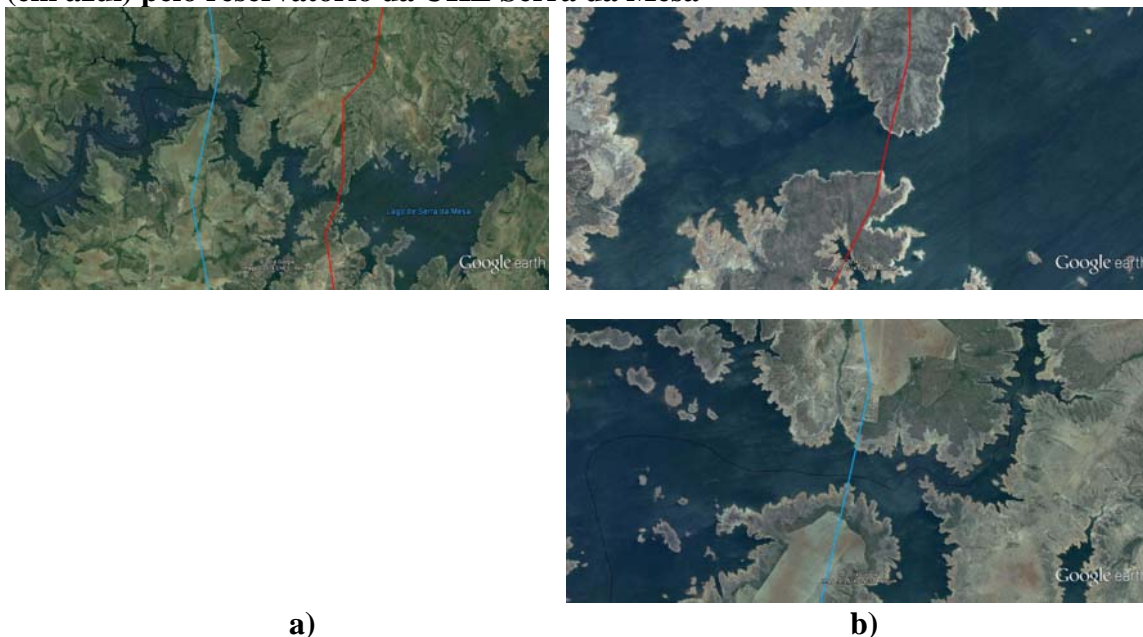 (em azul) pelo reservatório da UHE Serra da Mesa
Lago de Serra da Mesa
Google earth
Google earth
Google earth
a)
b)